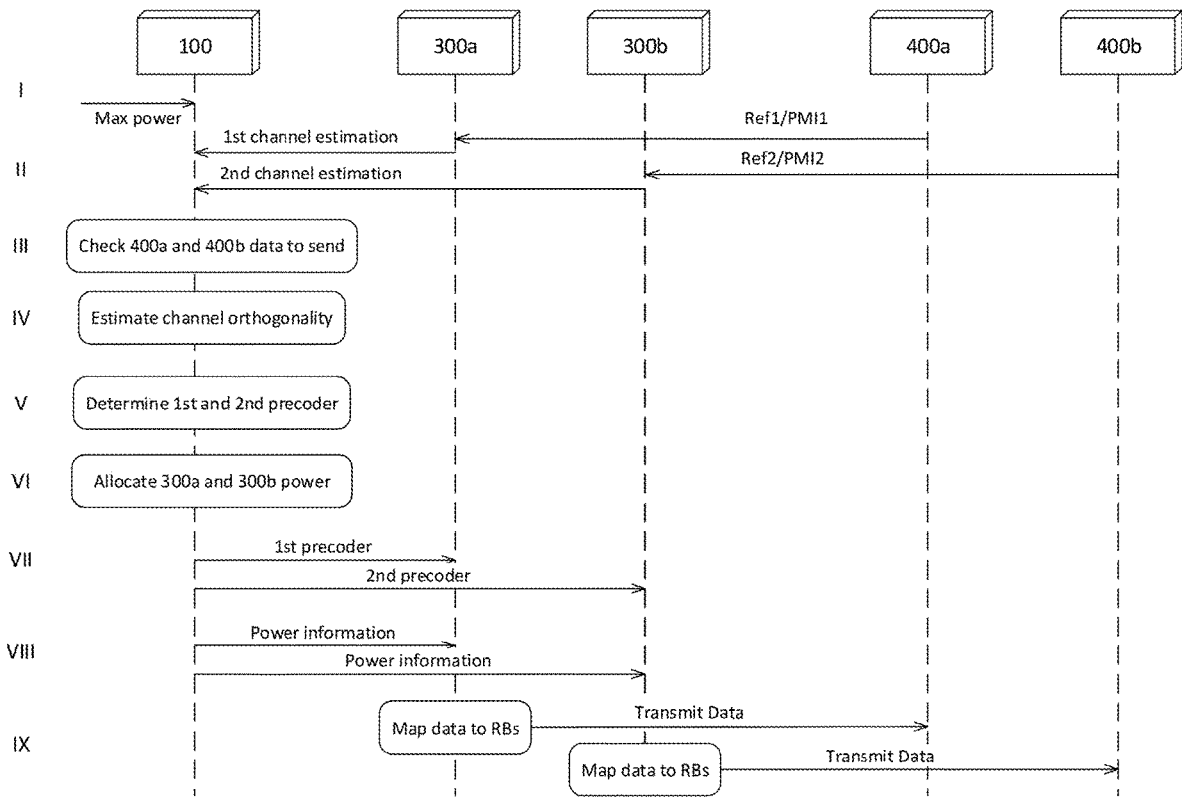 100
300a
300b
400a
400b
I
Max power
Ref1/PMI1
1st channel estimation
Ref2/PMI2
II
2nd channel estimation
III
Check 400a and 400b data to send
IV
Estimate channel orthogonality
V
Determine 1st and 2nd precoder
VI
Allocate 300a and 300b power
VII
1st precoder
2nd precoder
VIII
Power information
Power information
IX
Map data to RBs
Transmit Data
Map data to RBs
Transmit Data